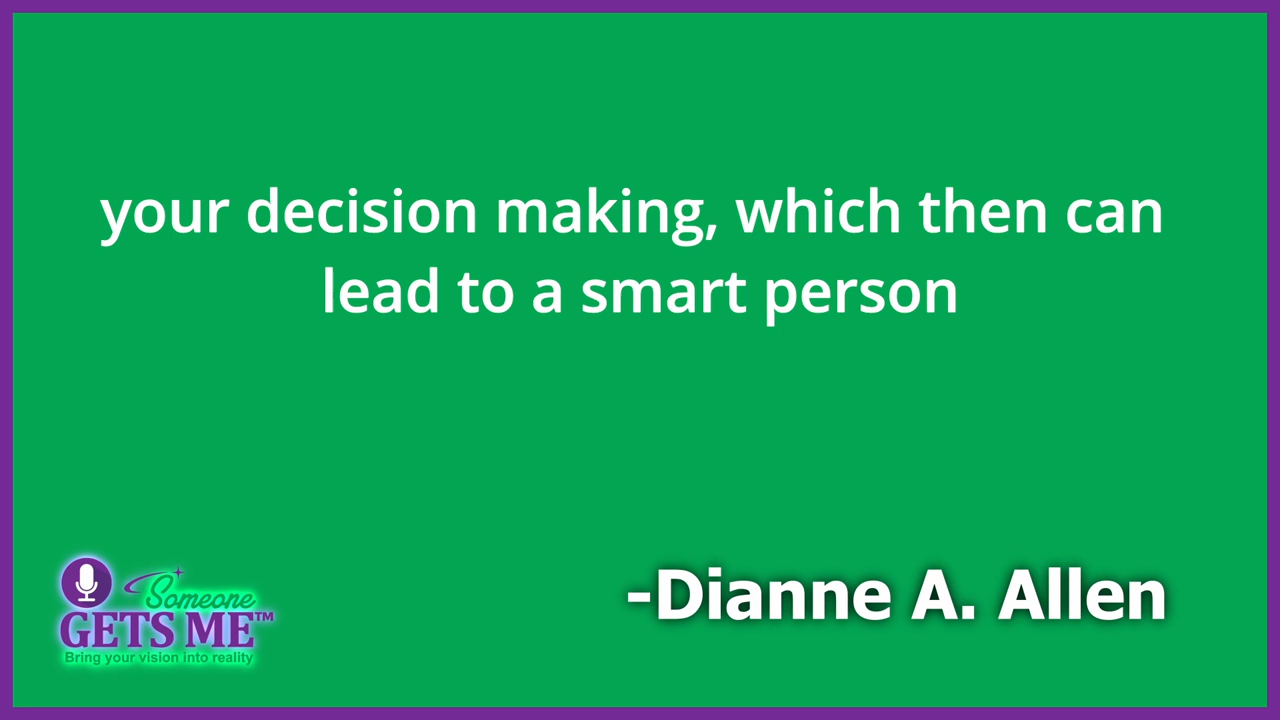 your decision making, which then can
lead to a smart person
-Dianne A. Allen
Someone
GETS ME™
Bring your vision into reality